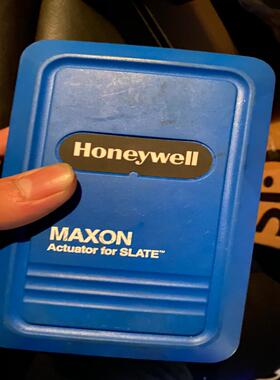 Honeywell
MAXON
Actuator for SLATE™